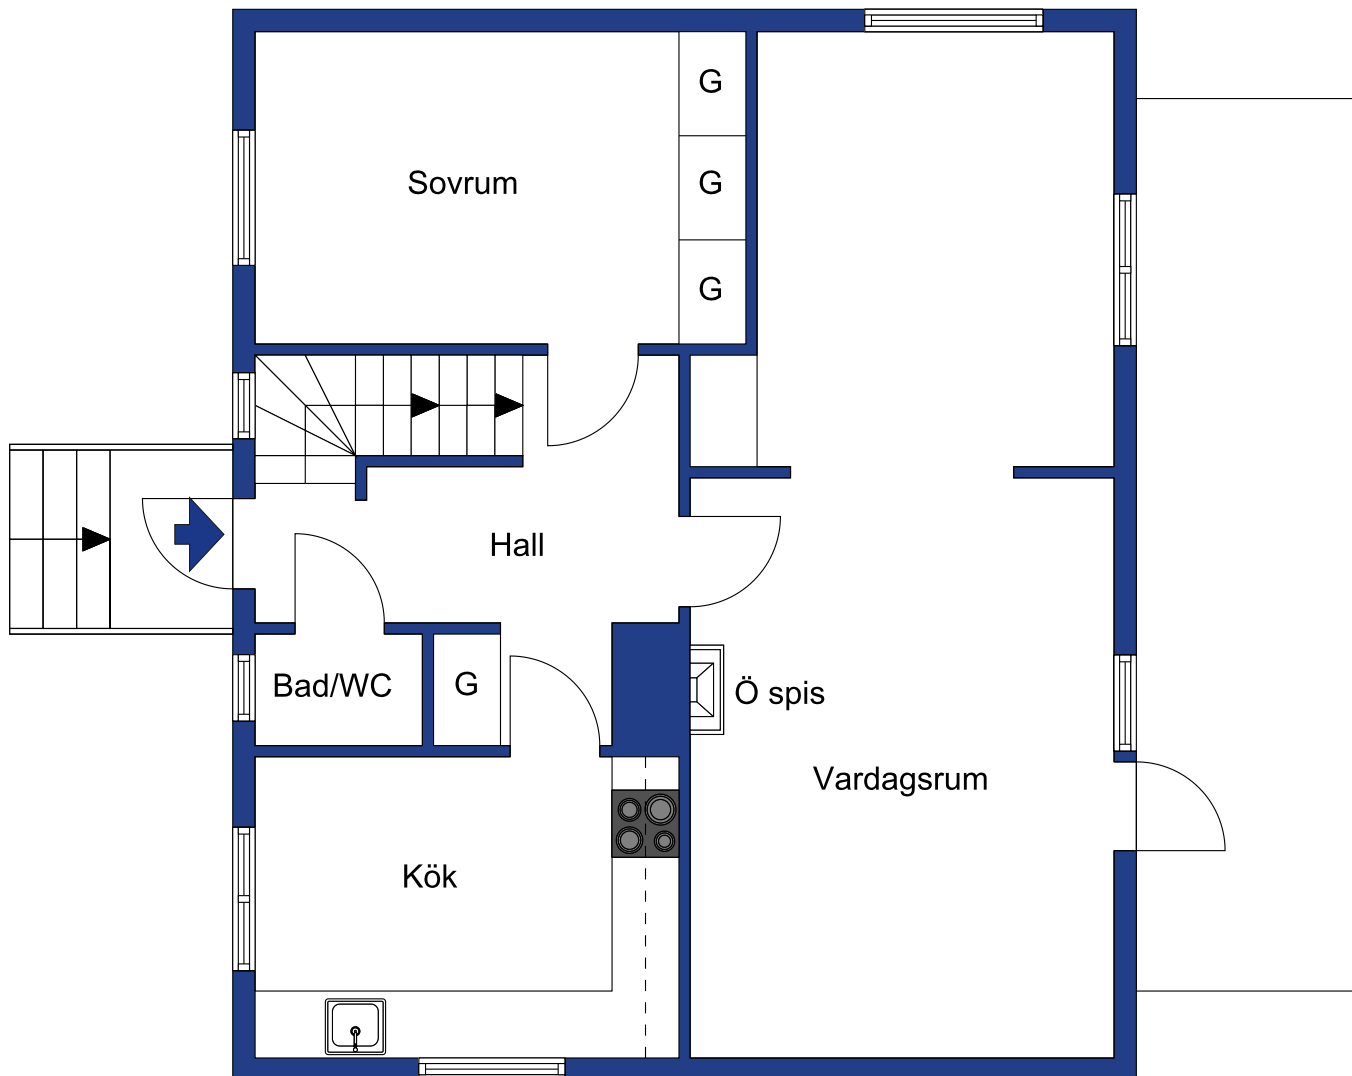 G
Sovrum
G
G
Hall
Bad/WC
G
Ö spis
Vardagsrum
Kök